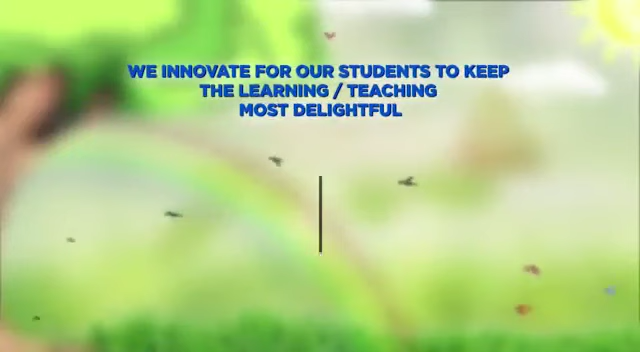 WE INNOVATE FOR OUR STUDENTS TO KEEP
THE LEARNING / TEACHING
MOST DELIGHTFUL